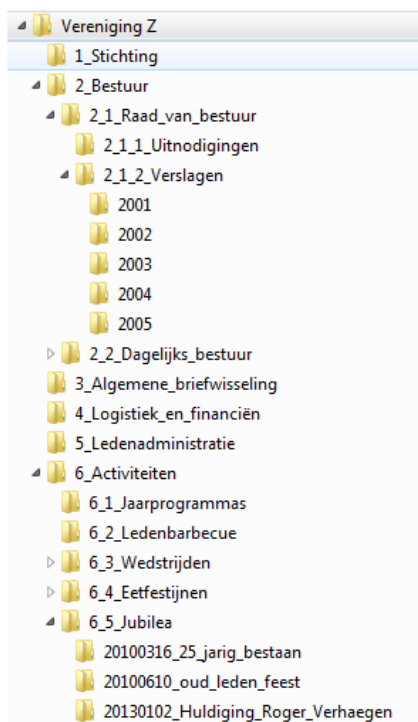 Vereniging Z
1_Stichting
2_Bestuur
2_1_Raad_van_bestuur
2_1_1_Uitnodigingen
2_1_2_Verslagen
2001
2002
2003
2004
2005
2_2_Dagelijks_bestuur
3_Algemene_briefwisseling
4_Logistiek_en_financiën
5_Ledenadministratie
6_Activiteiten
6_1_Jaarprogrammas
6_2_Ledenbarbecue
6_3_Wedstrijden
6_4_Eetfestijnen
6_5_Jubilea
20100316_25_jarig_bestaan
20100610_oud_leden_feest
20130102_Huldiging_Roger_Verhaegen